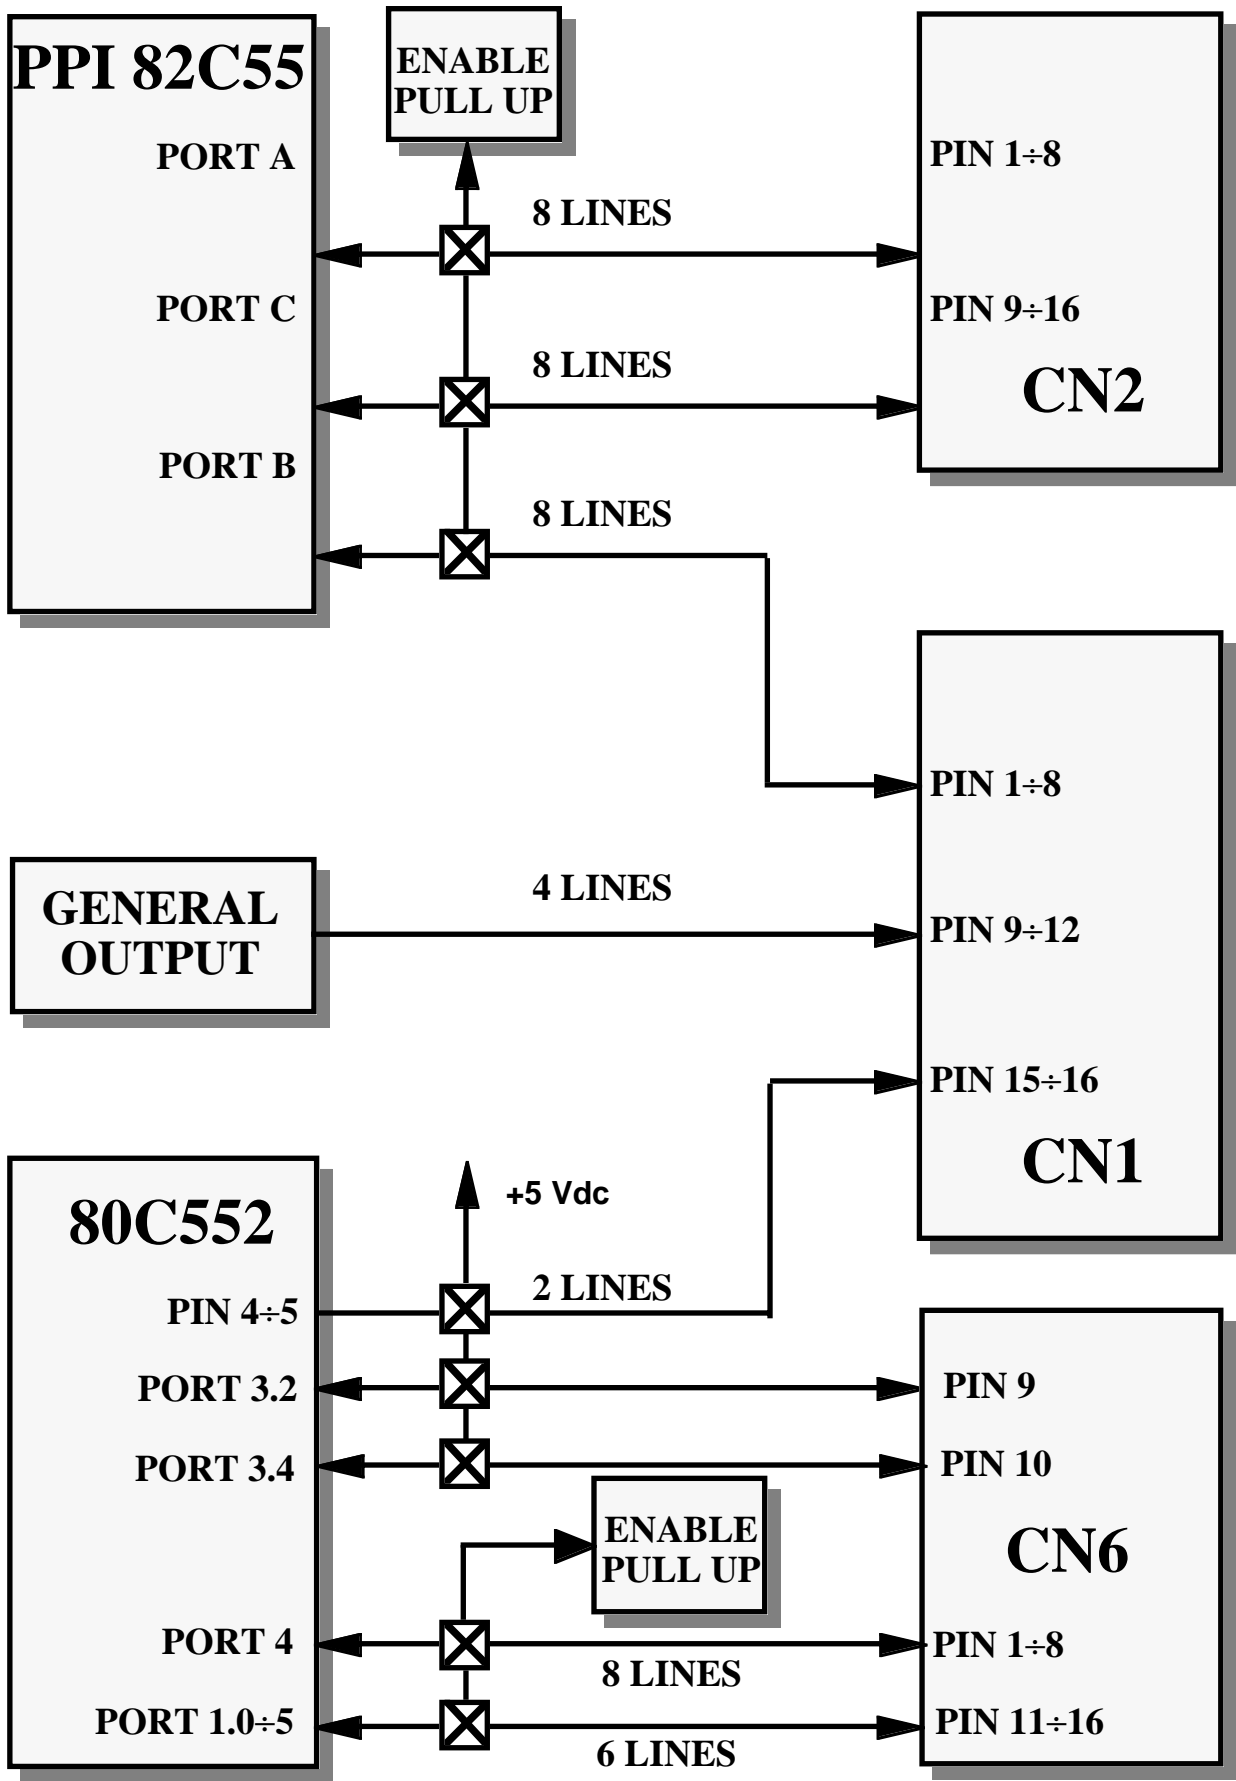 PPI 82C55
ENABLE
PULL UP
PORT A
PIN 1÷8
8 LINES
PORT C
PIN 9÷16
8 LINES
CN2
PORT B
8 LINES
PIN 1÷8
GENERAL
OUTPUT
4 LINES
PIN 9÷12
PIN 15÷16
CN1
80C552
+5 Vdc
PIN 4÷5
2 LINES
PORT 3.2
PIN 9
PORT 3.4
PIN 10
ENABLE
PULL UP
CN6
PORT 4
PIN 1÷8
8 LINES
PORT 1.0÷5
PIN 11÷16
6 LINES